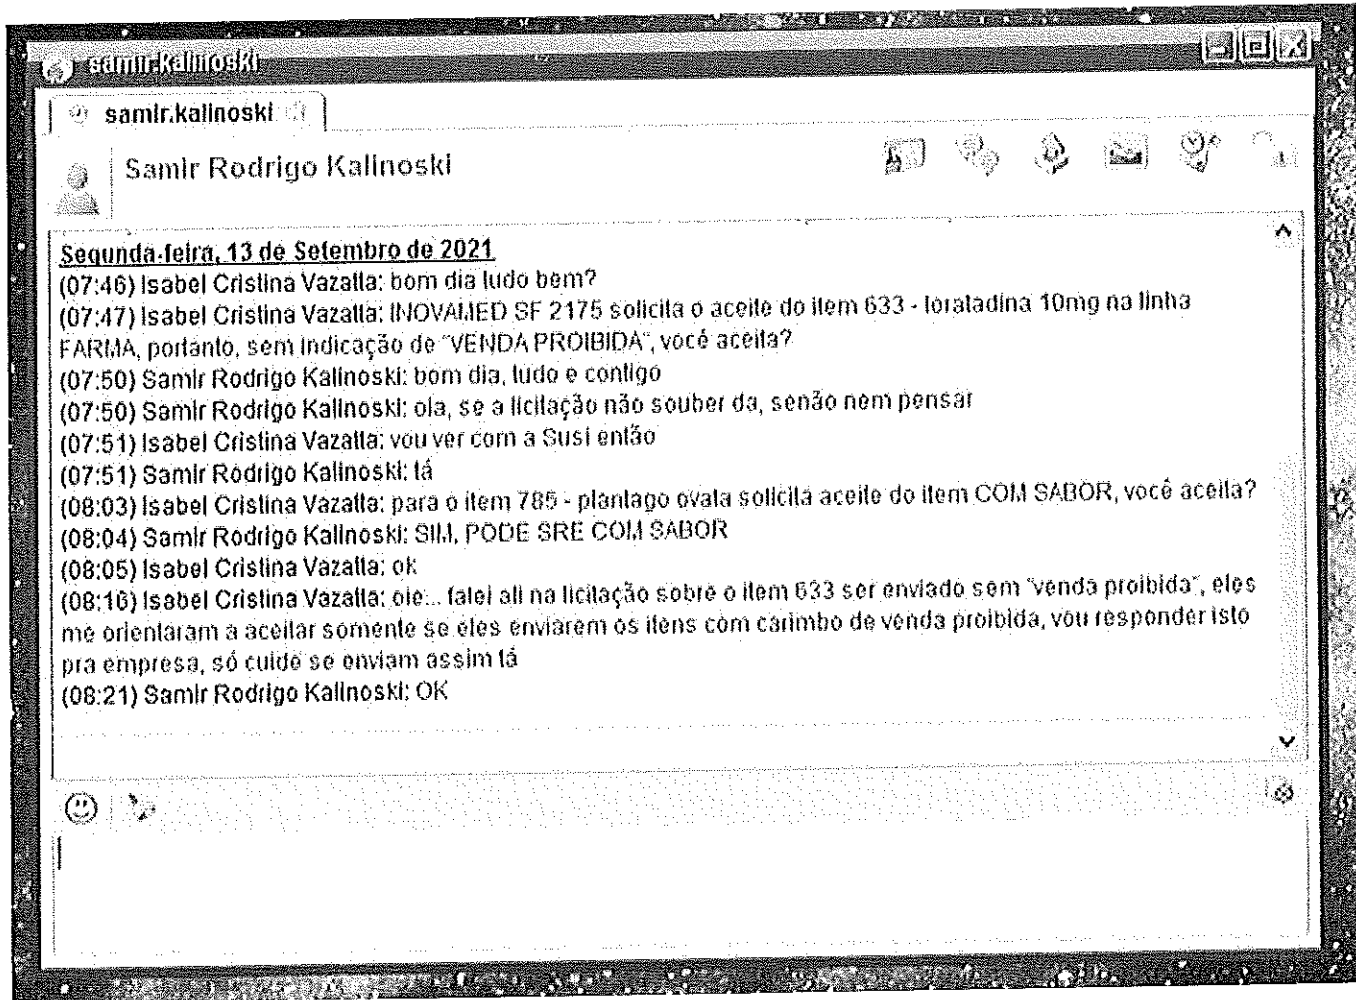 samir.kalinoski
samir.kalinoski
Samir Rodrigo Kalinoski
Segunda-feira, 13 de Setembro de 2021
(07:46) Isabel Cristina Vazatta: bom dia tudo bem?
(07:47) Isabel Cristina Vazatta: INOVAMED SF 2175 solicita o aceite do item 633 - loratadina 10mg na linha
FARMA, portanto, sem indicação de "VENDA PROIBIDA", você aceita?
(07:50) Samir Rodrigo Kalinoski: bom dia, tudo e contigo
(07:50) Samir Rodrigo Kalinoski: ola, se a licitação não souber da, senão nem pensar
(07:51) Isabel Cristina Vazatta: vou ver com a Susi então
(07:51) Samir Rodrigo Kalinoski: tá
(08:03) Isabel Cristina Vazatta: para o item 785 - plantago ovata solicita aceite do item COM SABOR, você aceita?
(08:04) Samir Rodrigo Kalinoski: SIM, PODE SRE COM SABOR
(08:05) Isabel Cristina Vazatta: ok
(08:16) Isabel Cristina Vazatta: oie... falei ali na licitação sobre o item 633 ser enviado sem "venda proibida", eles
me orientaram a aceitar somente se eles enviarem os itens com carimbo de venda proibida, vou responder isto
pra empresa, só cuide se enviam assim tá
(08:21) Samir Rodrigo Kalinoski: OK